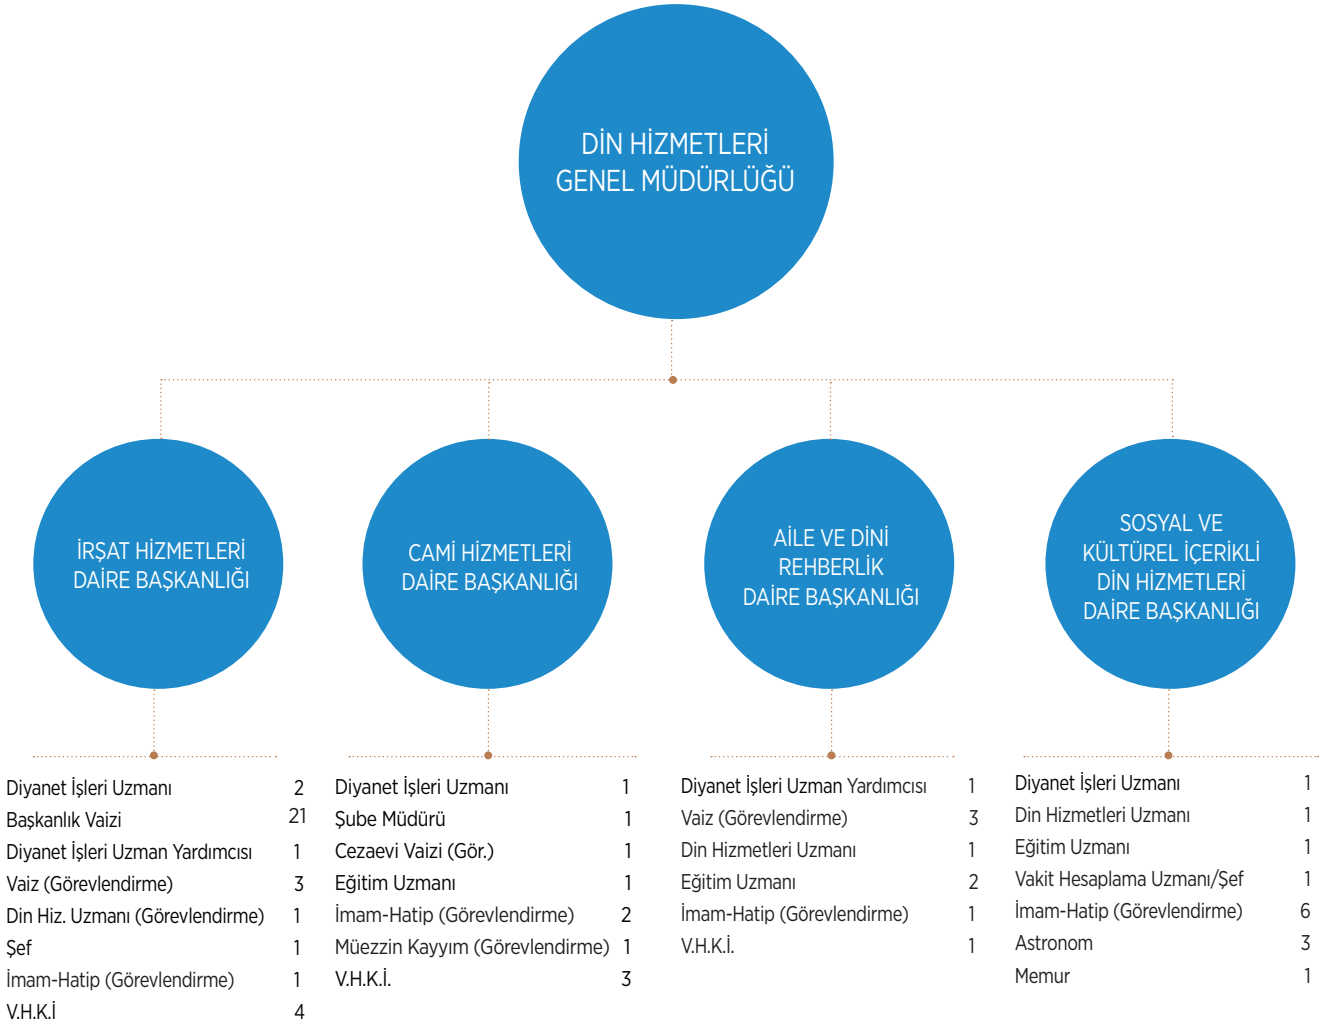 DİN HİZMETLERİ
GENEL MÜDÜRLÜĞÜ
İRŞAT HİZMETLERİ
DAİRE BAŞKANLIĞI
CAMİ HİZMETLERİ
DAİRE BAŞKANLIĞI
AİLE VE DİNİ
REHBERLİK
DAİRE BAŞKANLIĞI
SOSYAL VE
KÜLTÜREL İÇERİKLİ
DİN HİZMETLERİ
DAİRE BAŞKANLIĞI
Diyanet İşleri Uzmanı 2
Başkanlık Vaizi 21
Diyanet İşleri Uzman Yardımcısı 1
Vaiz (Görevlendirme) 3
Din Hiz. Uzmanı (Görevlendirme) 1
Şef 1
İmam-Hatip (Görevlendirme) 1
V.H.K.İ 4
Diyanet İşleri Uzmanı 1
Şube Müdürü 1
Cezaevi Vaizi (Gör.) 1
Eğitim Uzmanı 1
İmam-Hatip (Görevlendirme) 2
Müezzin Kayyım (Görevlendirme) 1
V.H.K.İ. 3
Diyanet İşleri Uzman Yardımcısı 1
Vaiz (Görevlendirme) 3
Din Hizmetleri Uzmanı 1
Eğitim Uzmanı 2
İmam-Hatip (Görevlendirme) 1
V.H.K.İ. 1
Diyanet İşleri Uzmanı 1
Din Hizmetleri Uzmanı 1
Eğitim Uzmanı 1
Vakit Hesaplama Uzmanı/Şef 1
İmam-Hatip (Görevlendirme) 6
Astronom 3
Memur 1